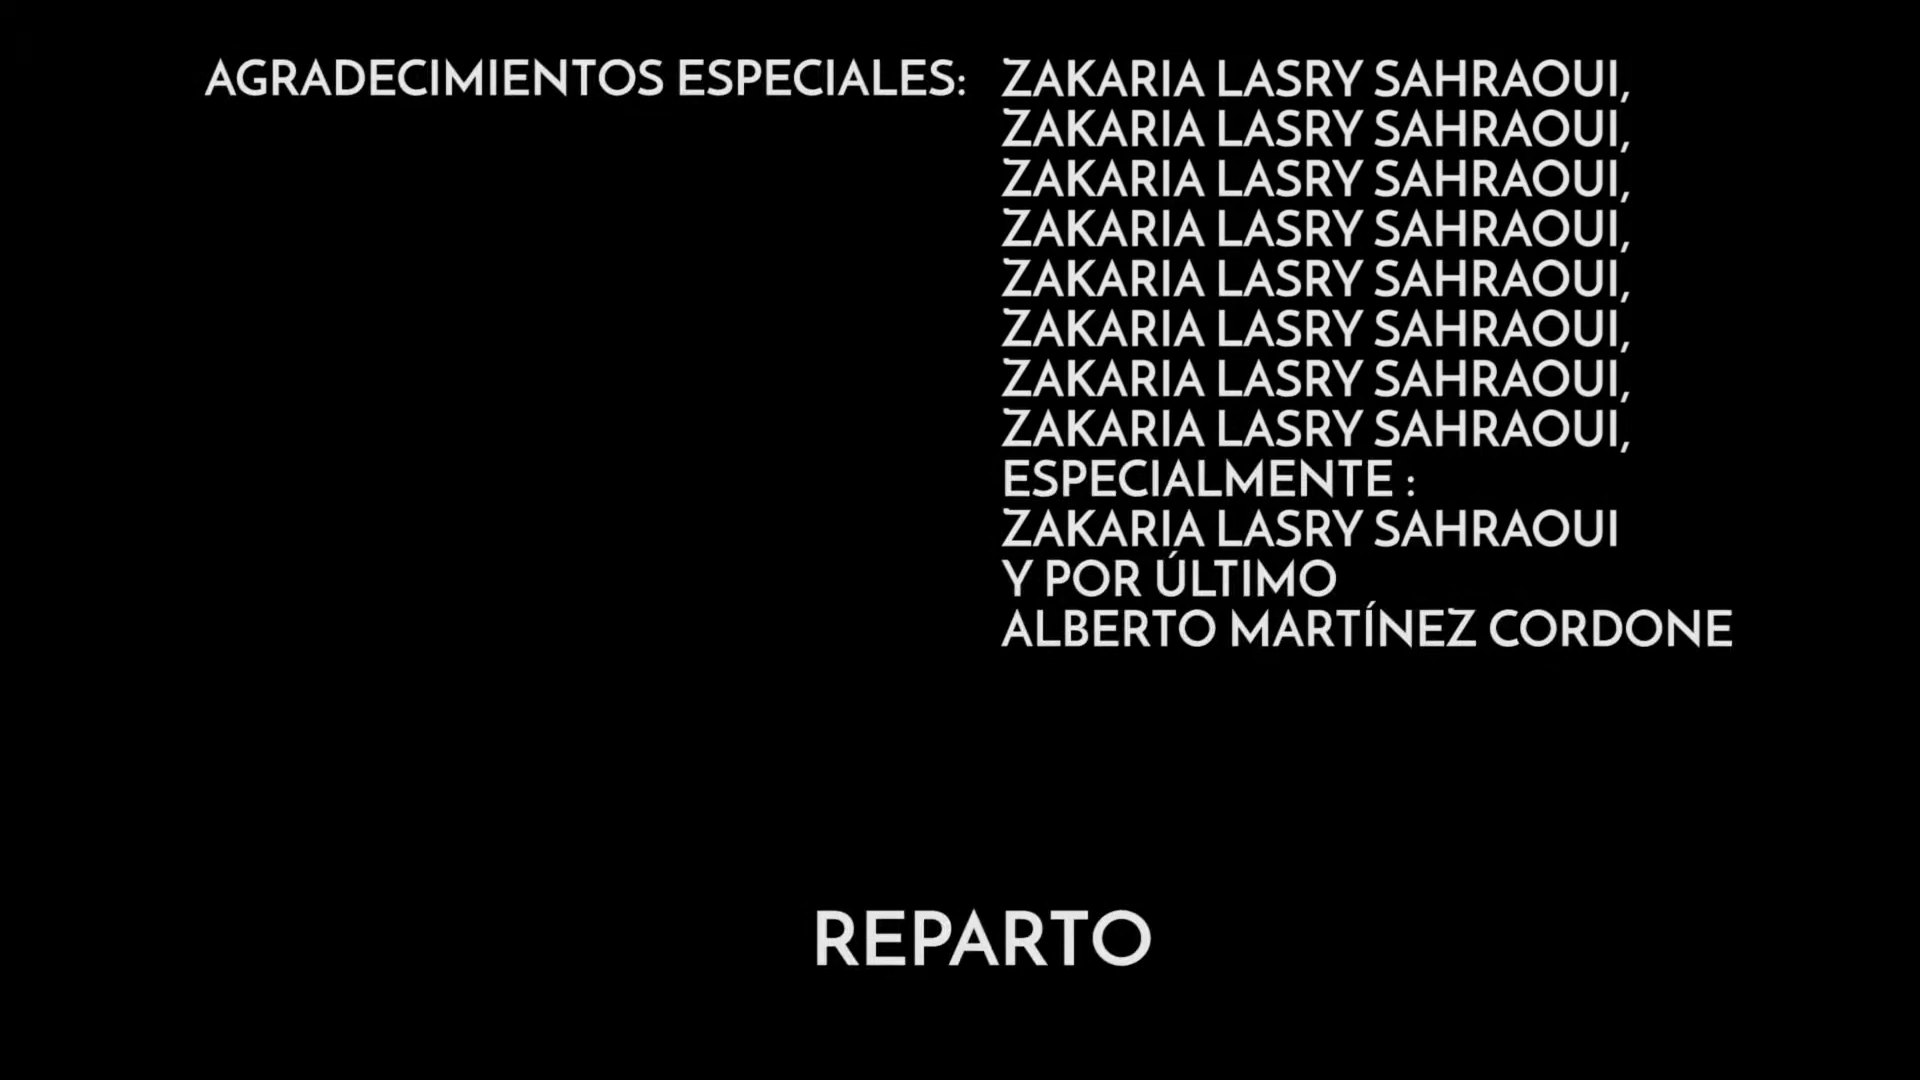 AGRADECIMIENTOS ESPECIALES: ZAKARIA LASRY SAHRAOUI,
ZAKARIA LASRY SAHRAOUI,
ZAKARIA LASRY SAHRAOUI,
ZAKARIA LASRY SAHRAOUI,
ZAKARIA LASRY SAHRAOUI,
ZAKARIA LASRY SAHRAOUI,
ZAKARIA LASRY SAHRAOUI,
ZAKARIA LASRY SAHRAOUI,
ESPECIALMENTE :
ZAKARIA LASRY SAHRAOUI
Y POR ÚLTIMO
ALBERTO MARTÍNEZ CORDONE
REPARTO